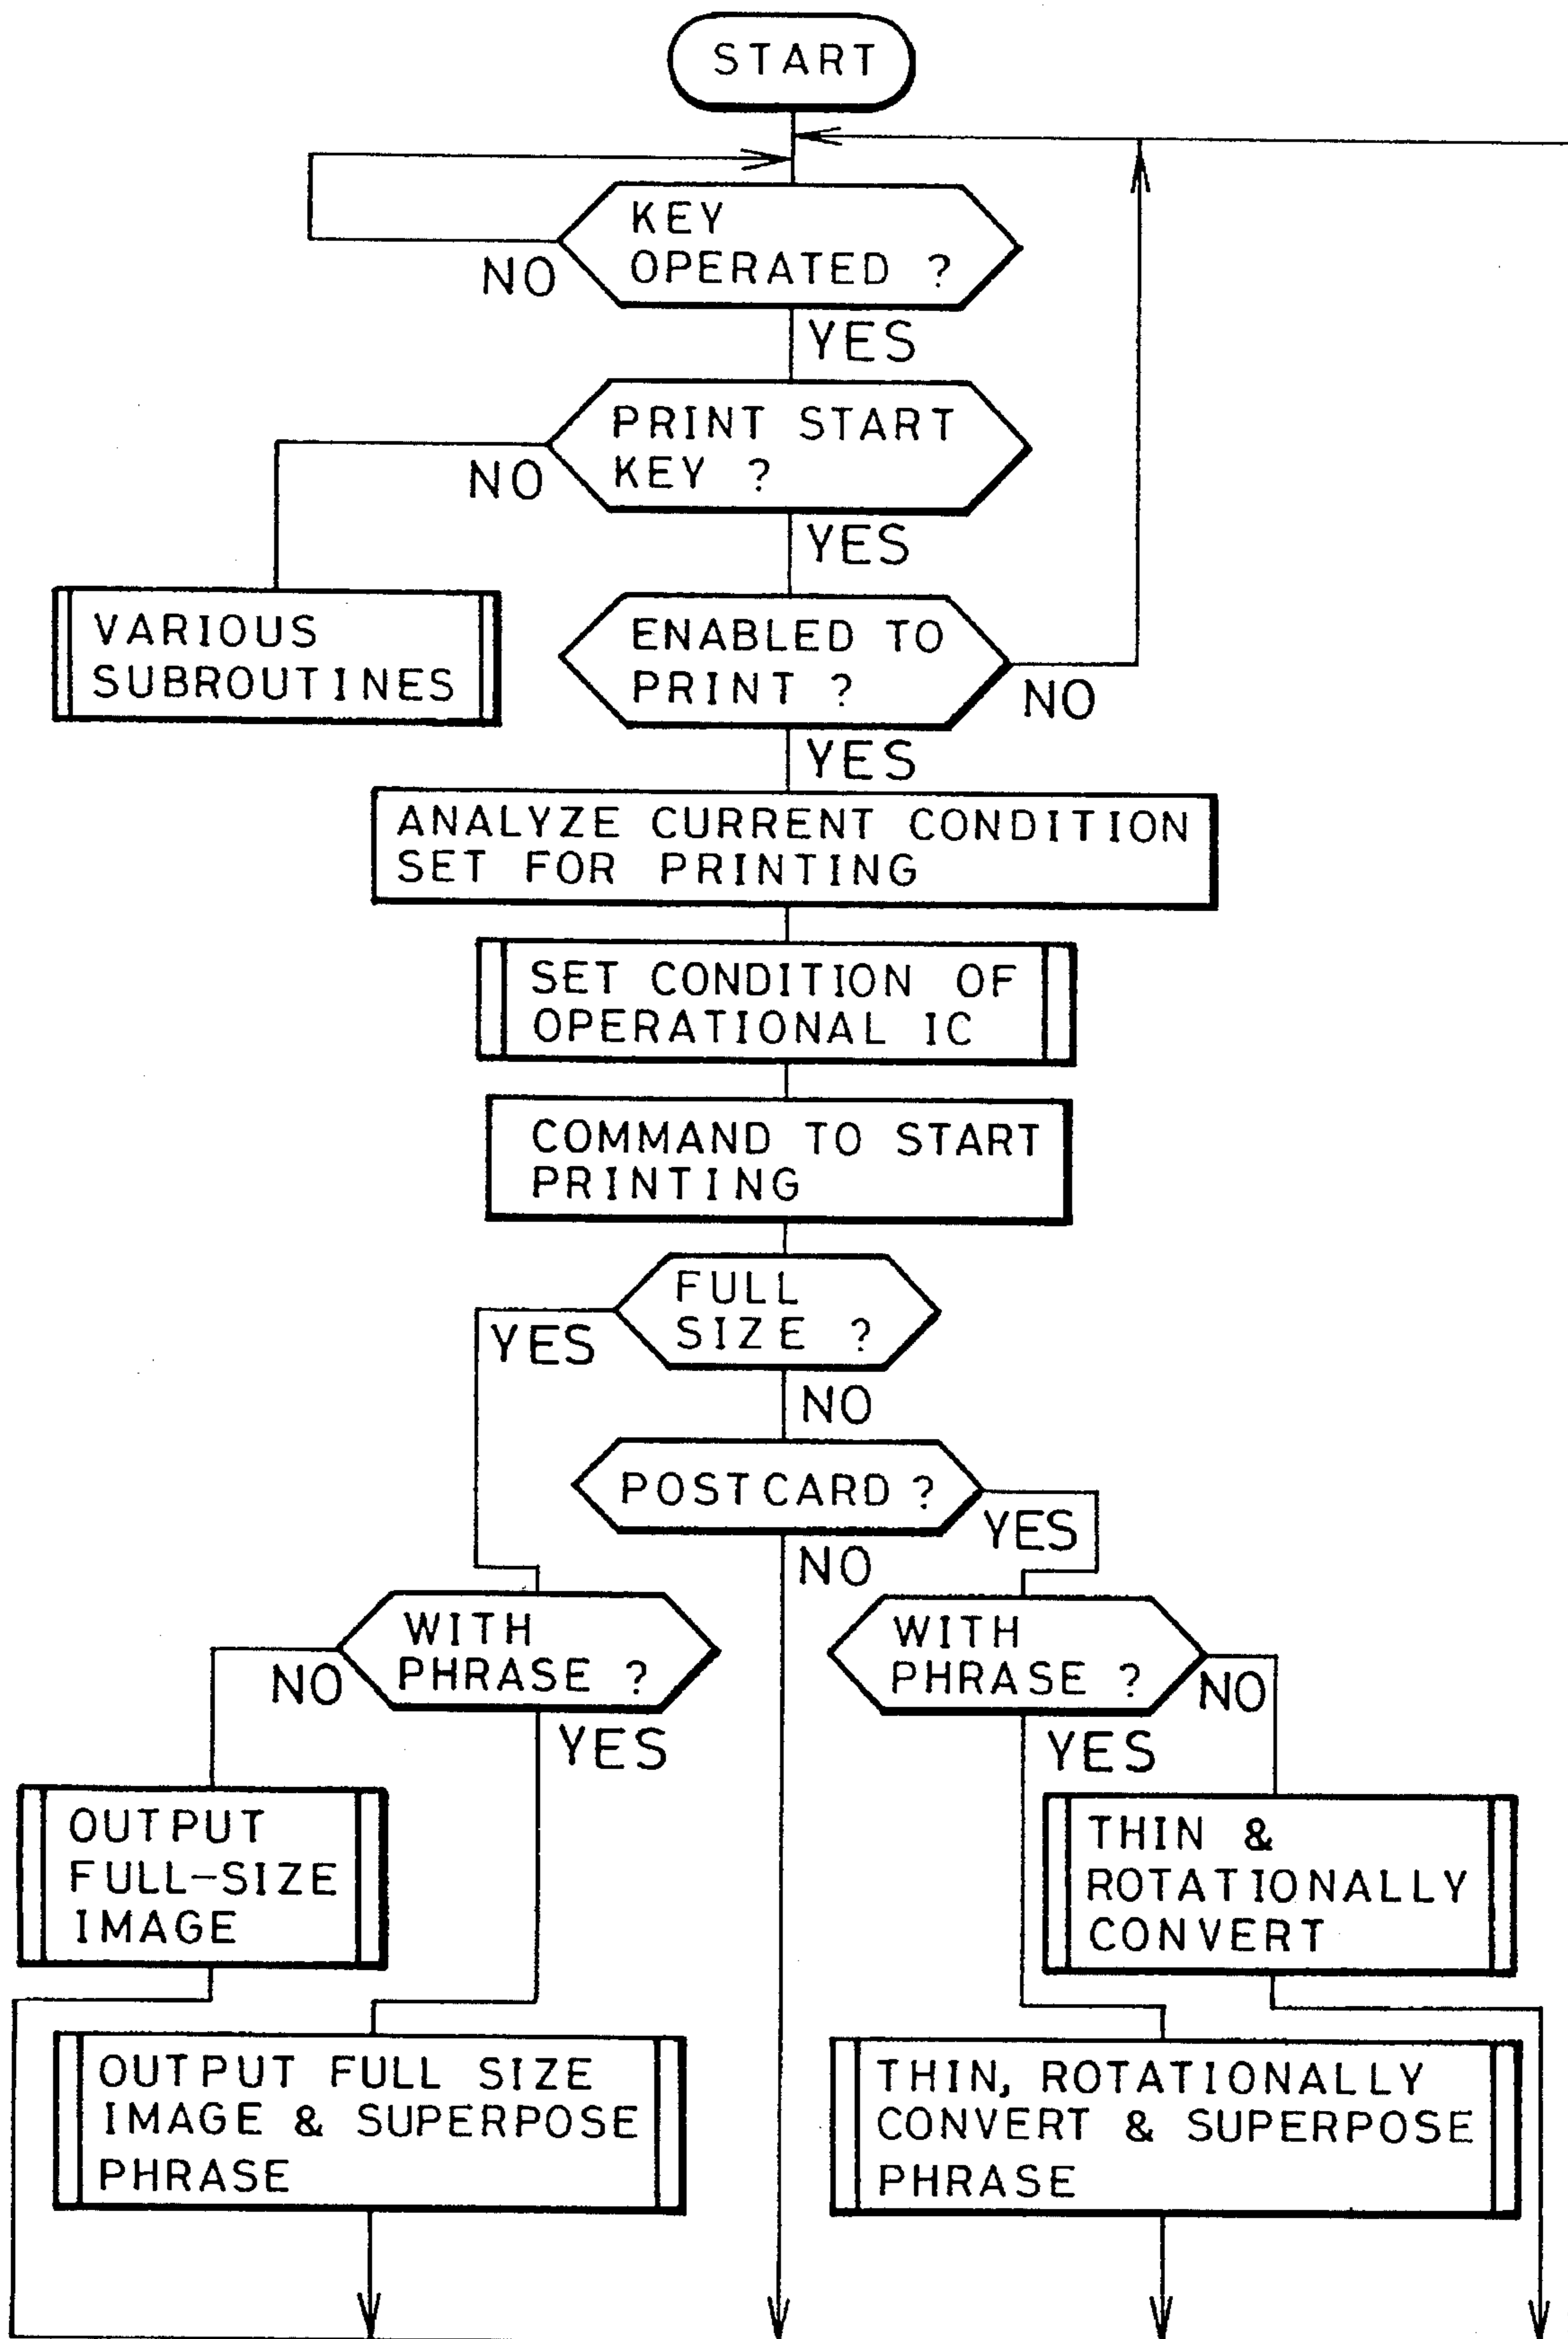 START
KEY
OPERATED ?
NO
YES
PRINT START
KEY ?
NO
YES
VARIOUS
SUBROUTINES
ENABLED TO
PRINT ?
NO
YES
ANALYZE CURRENT CONDITION
SET FOR PRINTING
SET CONDITION OF
OPERATIONAL IC
COMMAND TO START
PRINTING
FULL
SIZE ?
YES
NO
POSTCARD ?
YES
NO
WITH
PHRASE ?
NO
YES
WITH
PHRASE ?
NO
YES
OUTPUT
FULL-SIZE
IMAGE
THIN &
ROTATIONALLY
CONVERT
OUTPUT FULL SIZE
IMAGE & SUPERPOSE
PHRASE
THIN, ROTATIONALLY
CONVERT & SUPERPOSE
PHRASE